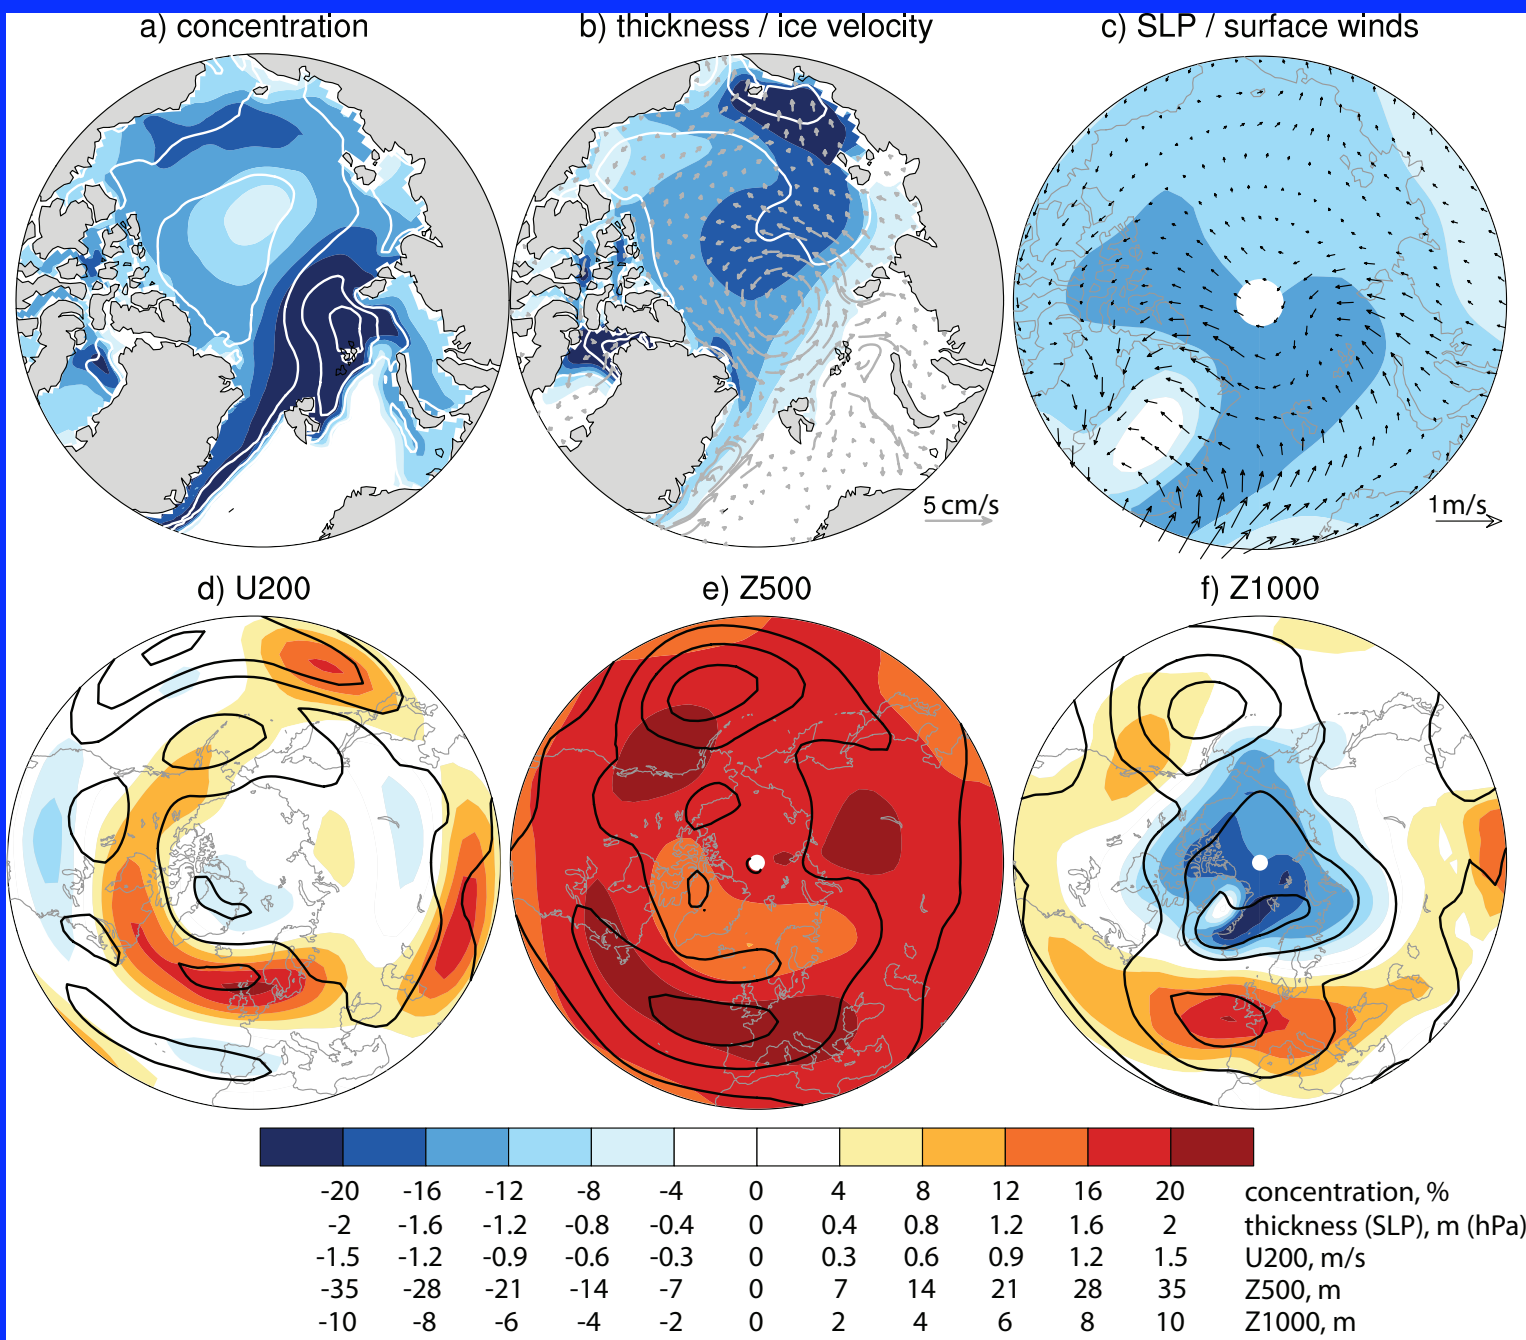 a) concentration
b) thickness / ice velocity
c) SLP / surface winds
5 cm/s
1m/s
d) U200
e) Z500
f) Z1000
-20 -16 -12 -8 -4 0 4 8 12 16 20 concentration, %
-2 -1.6 -1.2 -0.8 -0.4 0 0.4 0.8 1.2 1.6 2 thickness (SLP), m (hPa)
-1.5 -1.2 -0.9 -0.6 -0.3 0 0.3 0.6 0.9 1.2 1.5 U200, m/s
-35 -28 -21 -14 -7 0 7 14 21 28 35 Z500, m
-10 -8 -6 -4 -2 0 2 4 6 8 10 Z1000, m